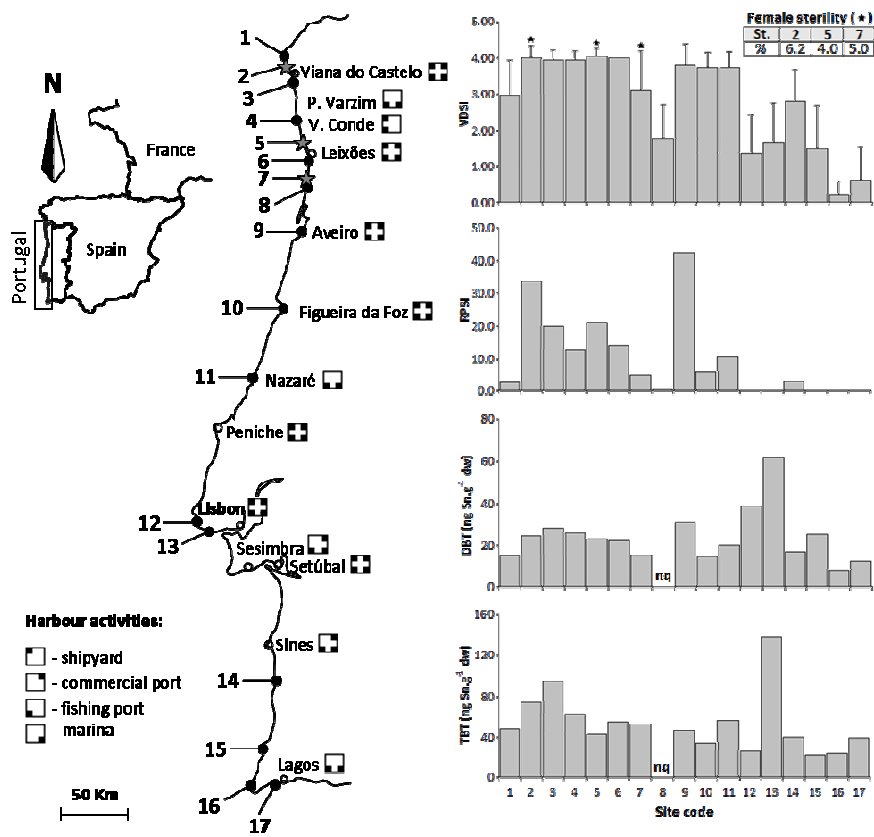 N
France
Spain
Portugal
1
2
3
4
5
6
7
8
9
10
11
12
13
14
15
16
17
Viana do Castelo
P. Varzim
V. Conde
Leixões
Aveiro
Figueira da Foz
Nazaré
Peniche
Lisbon
Sesimbra
Setúbal
Sines
Lagos
Harbour activities:
- shipyard
- commercial port
- fishing port
marina
50 Km
Female sterility (★)
St. 2 5 7
% 6.2 4.0 5.0
VDSI
5.00
4.00
3.00
2.00
1.00
0.00
★ ★ ★
RPSI
50.0
40.0
30.0
20.0
10.0
0.0
DBT (ng Sn.g⁻¹ dw)
80
60
40
20
0
nq
TBT (ng Sn.g⁻¹ dw)
160
120
80
40
0
nq
1 2 3 4 5 6 7 8 9 10 11 12 13 14 15 16 17
Site code